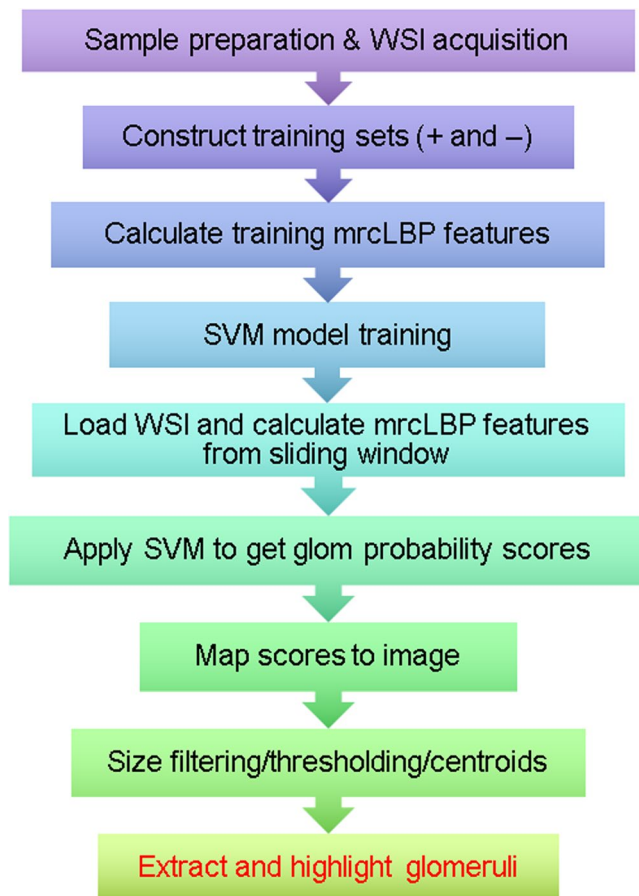 Sample preparation & WSI acquisition
Construct training sets (+ and –)
Calculate training mrcLBP features
SVM model training
Load WSI and calculate mrcLBP features
from sliding window
Apply SVM to get glom probability scores
Map scores to image
Size filtering/thresholding/centroids
Extract and highlight glomeruli